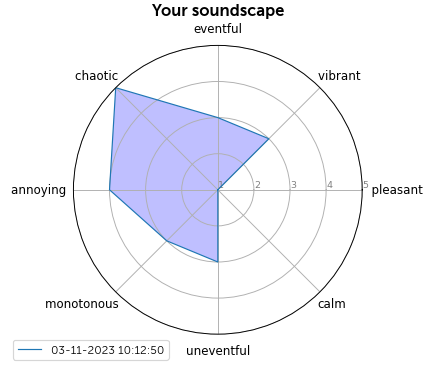 Your soundscape
eventful
chaotic
vibrant
annoying
1 2 3 4 5
pleasant
monotonous
calm
uneventful
03-11-2023 10:12:50